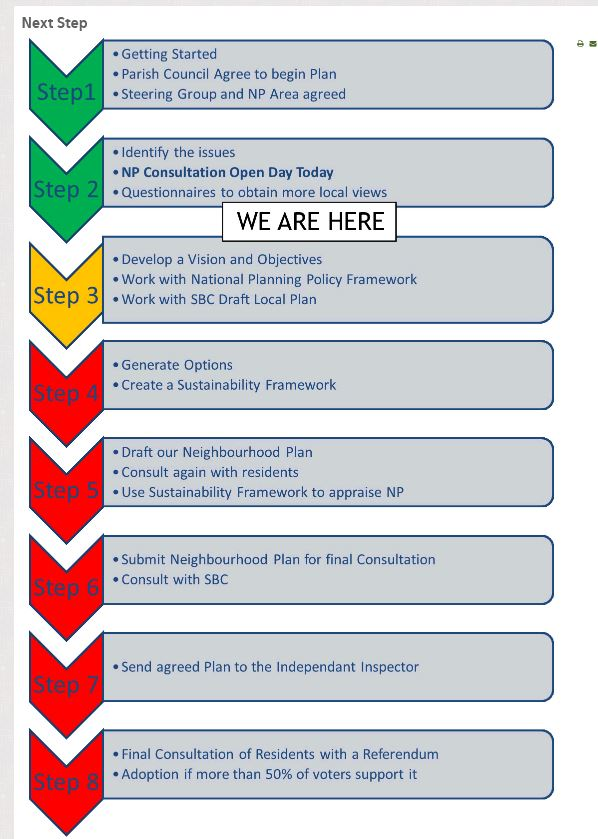 Next Step
Step1
•Getting Started
•Parish Council Agree to begin Plan
•Steering Group and NP Area agreed
Step 2
•Identify the issues
•NP Consultation Open Day Today
•Questionnaires to obtain more local views
WE ARE HERE
Step 3
•Develop a Vision and Objectives
•Work with National Planning Policy Framework
•Work with SBC Draft Local Plan
Step 4
•Generate Options
•Create a Sustainability Framework
Step 5
•Draft our Neighbourhood Plan
•Consult again with residents
•Use Sustainability Framework to appraise NP
Step 6
•Submit Neighbourhood Plan for final Consultation
•Consult with SBC
Step 7
•Send agreed Plan to the Independant Inspector
Step 8
•Final Consultation of Residents with a Referendum
•Adoption if more than 50% of voters support it